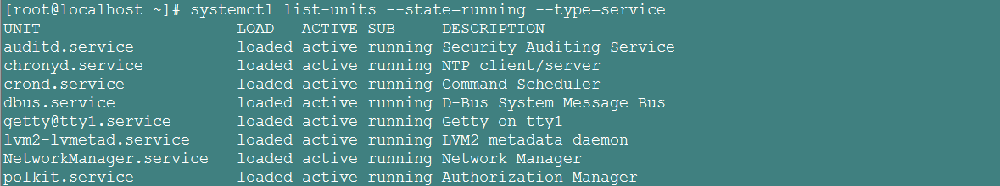 [root@localhost ~]# systemctl list-units --state=running --type=service
UNIT                     LOAD   ACTIVE SUB     DESCRIPTION
auditd.service           loaded active running Security Auditing Service
chronyd.service          loaded active running NTP client/server
crond.service            loaded active running Command Scheduler
dbus.service             loaded active running D-Bus System Message Bus
getty@tty1.service       loaded active running Getty on tty1
lvm2-lvmetad.service     loaded active running LVM2 metadata daemon
NetworkManager.service   loaded active running Network Manager
polkit.service           loaded active running Authorization Manager